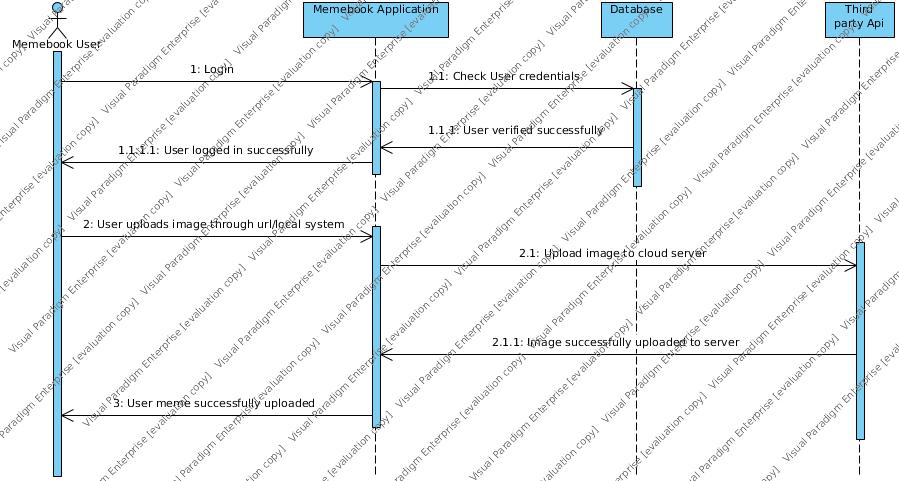 Memebook User
Memebook Application
Database
Third
party Api
1: Login
1.1: Check User credentials
1.1.1: User verified successfully
1.1.1.1: User logged in successfully
2: User uploads image through url/local system
2.1: Upload image to cloud server
2.1.1: Image successfully uploaded to server
3: User meme successfully uploaded
Visual Paradigm Enterprise [evaluation copy]